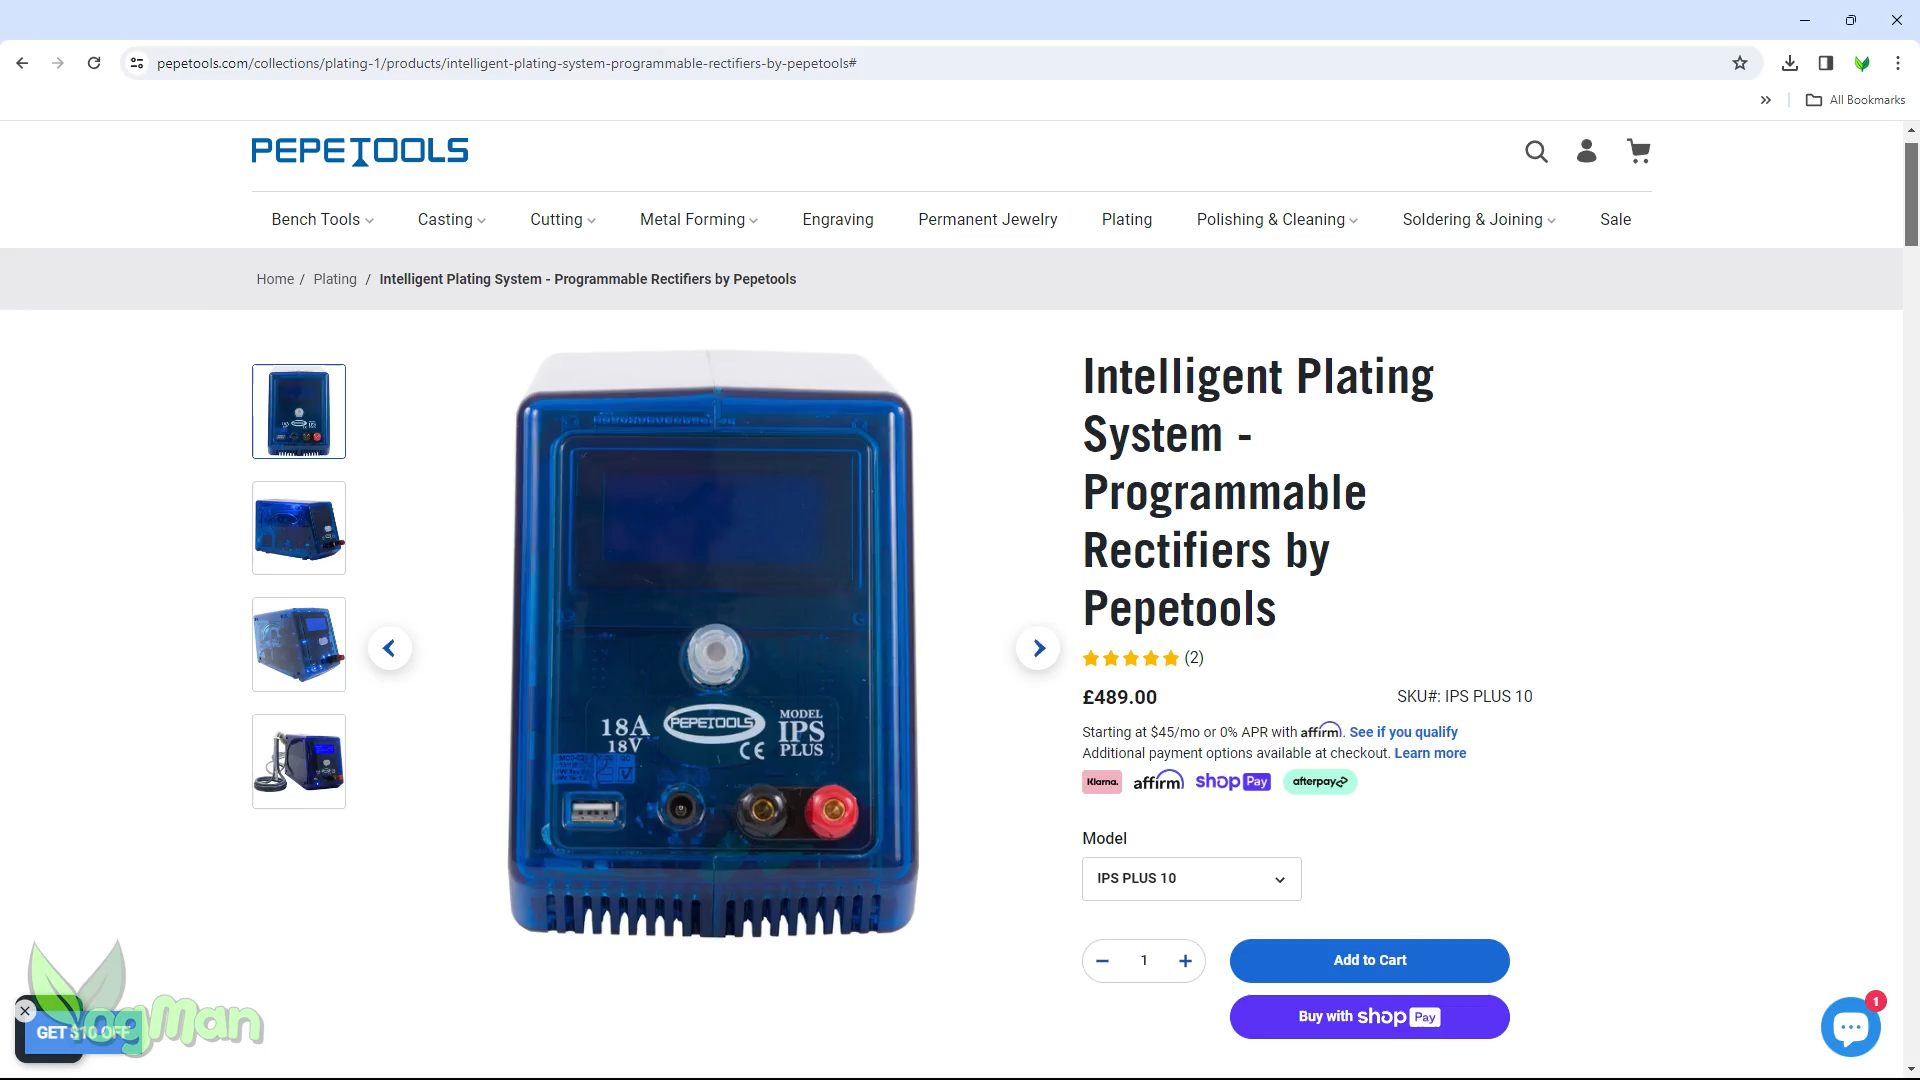 pepetools.com/collections/plating-1/products/intelligent-plating-system-programmable-rectifiers-by-pepetools#
All Bookmarks
PEPETOOLS
Bench Tools
Casting
Cutting
Metal Forming
Engraving
Permanent Jewelry
Plating
Polishing & Cleaning
Soldering & Joining
Sale
Home / Plating / Intelligent Plating System - Programmable Rectifiers by Pepetools
18A
18V
PEPETOOLS
CE
MODEL
IPS
PLUS
Intelligent Plating
System -
Programmable
Rectifiers by
Pepetools
(2)
£489.00
SKU#: IPS PLUS 10
Starting at $45/mo or 0% APR with affirm. See if you qualify
Additional payment options available at checkout. Learn more
Klarna. affirm shop Pay afterpay
Model
IPS PLUS 10
1
Add to Cart
Buy with shop Pay
GET $10 OFF
VogMan
1